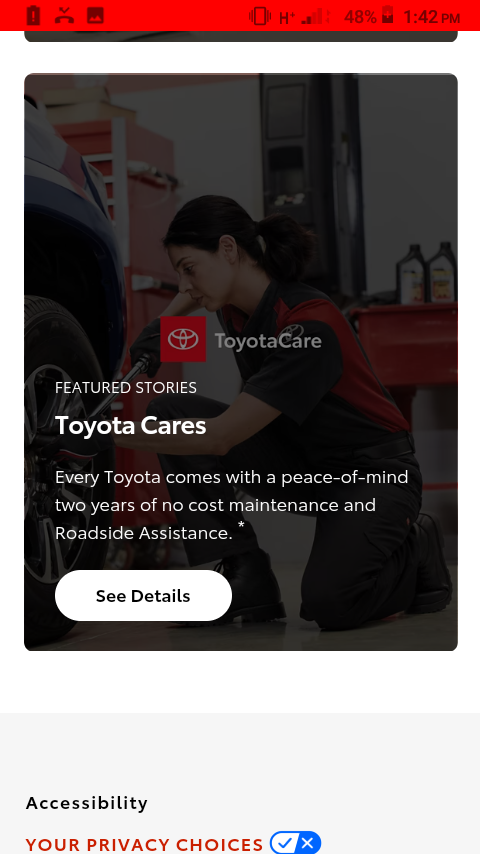 H+ 48% 1:42 PM
ToyotaCare
FEATURED STORIES
Toyota Cares
Every Toyota comes with a peace-of-mind
two years of no cost maintenance and
Roadside Assistance. *
See Details
Accessibility
YOUR PRIVACY CHOICES